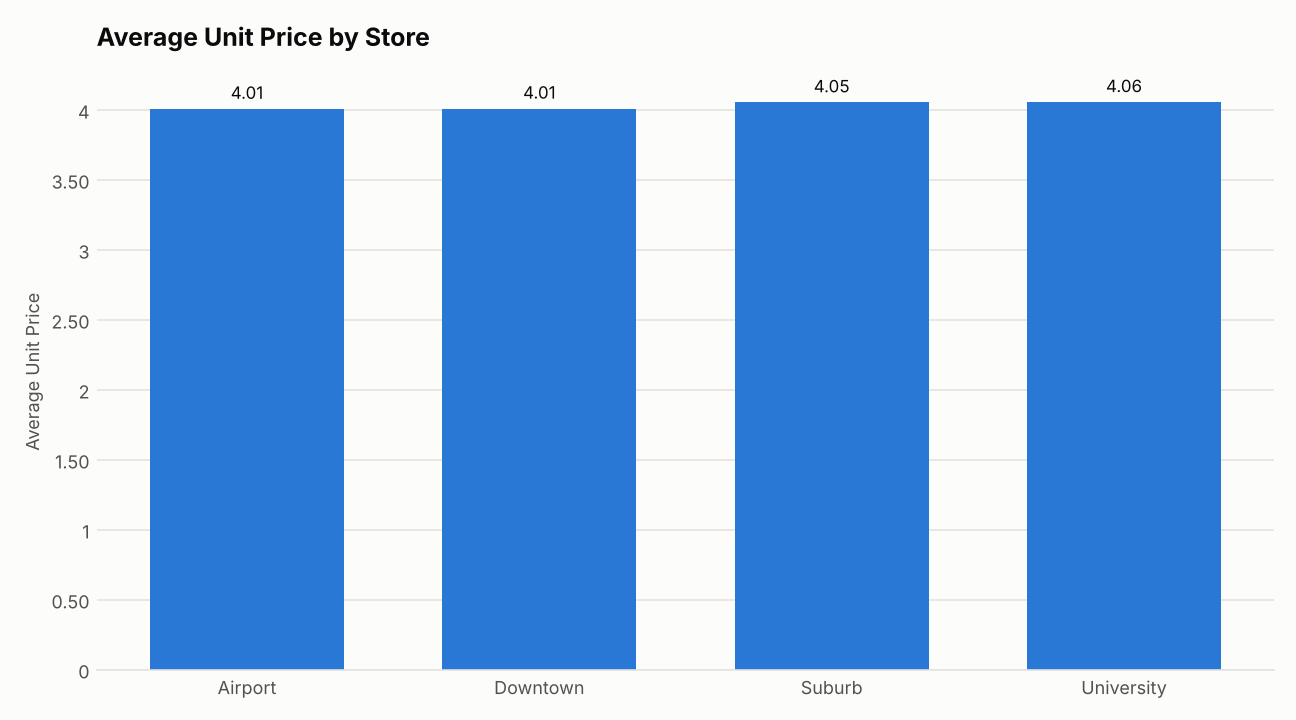 Average Unit Price by Store
4.01
4.01
4.05
4.06
4
3.50
3
2.50
2
1.50
1
0.50
0
Average Unit Price
Airport
Downtown
Suburb
University